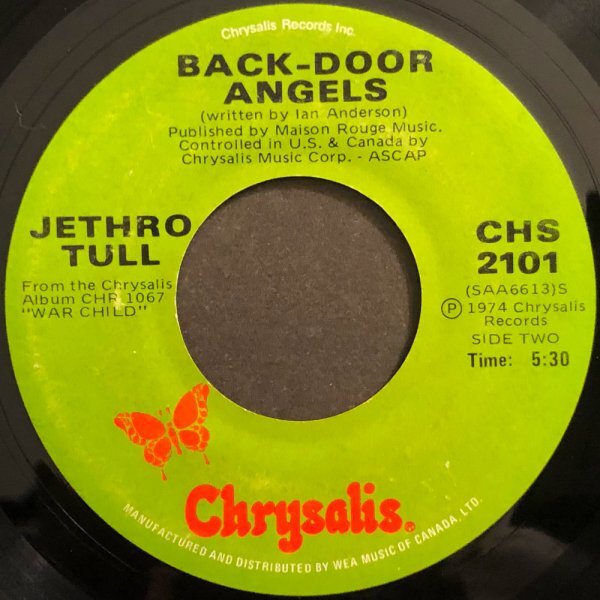 Chrysalis Records Inc.
BACK-DOOR
ANGELS
(written by Ian Anderson)
Published by Maison Rouge Music.
Controlled in U.S. & Canada by
Chrysalis Music Corp. - ASCAP
JETHRO
TULL
From the Chrysalis
Album CHR 1067
"WAR CHILD"
CHS
2101
(SAA6613)S
Ⓟ 1974 Chrysalis
Records
SIDE TWO
Time: 5:30
Chrysalis®
MANUFACTURED AND DISTRIBUTED BY WEA MUSIC OF CANADA, LTD.